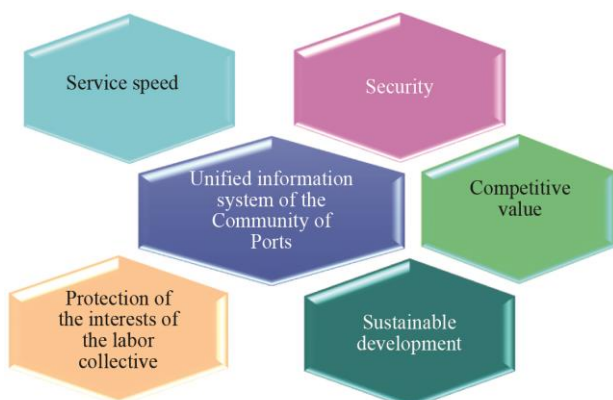 Service speed
Security
Unified information
system of the
Community of
Ports
Competitive
value
Protection of
the interests of
the labor
collective
Sustainable
development